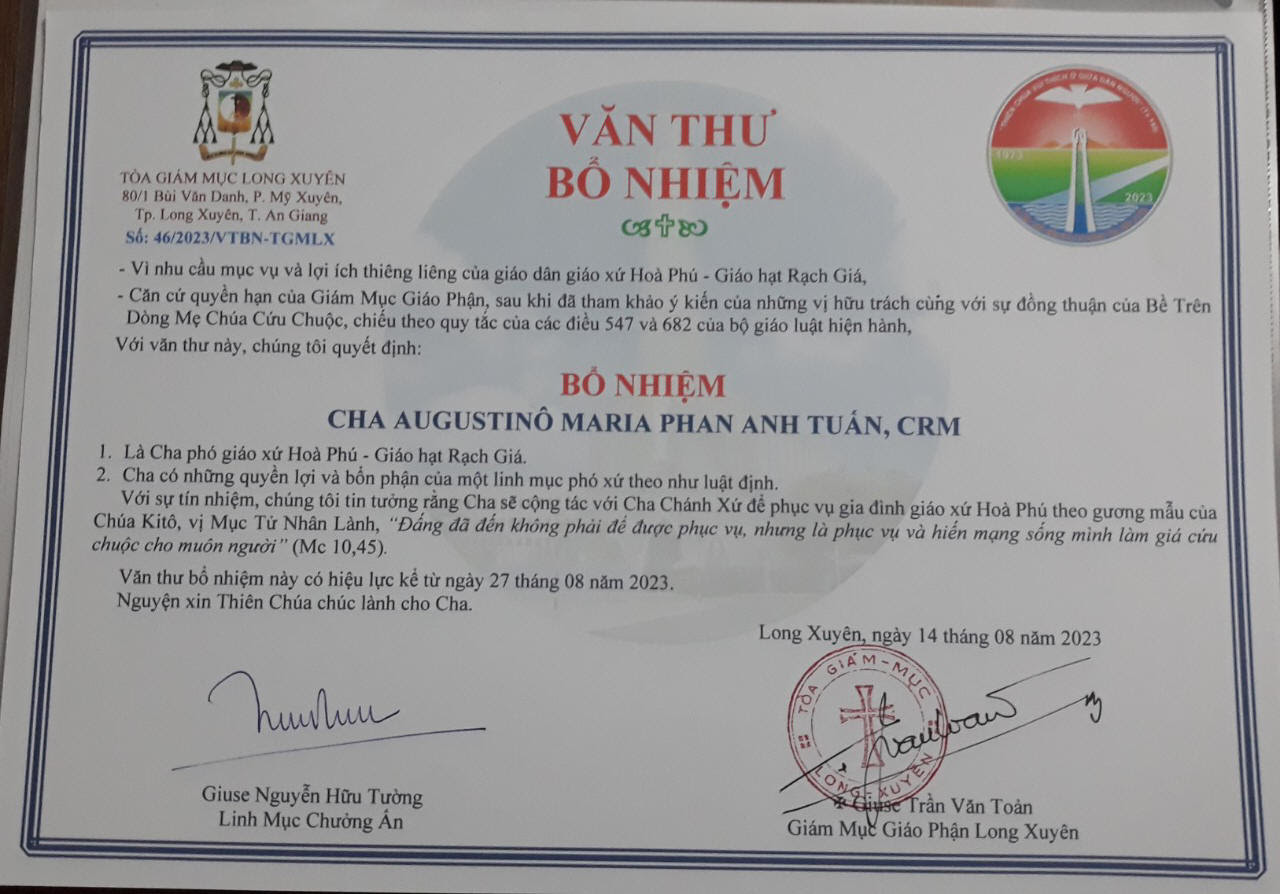 TÒA GIÁM MỤC LONG XUYÊN
80/1 Bùi Văn Danh, P. Mỹ Xuyên,
Tp. Long Xuyên, T. An Giang
Số: 46/2023/VTBN-TGMLX
VĂN THƯ
BỔ NHIỆM
"THIÊN CHÚA VUI THÍCH Ở GIỮA DÂN NGƯỜI"
1973
2023
- Vì nhu cầu mục vụ và lợi ích thiêng liêng của giáo dân giáo xứ Hoà Phú - Giáo hạt Rạch Giá,
- Căn cứ quyền hạn của Giám Mục Giáo Phận, sau khi đã tham khảo ý kiến của những vị hữu trách cùng với sự đồng thuận của Bề Trên
Dòng Mẹ Chúa Cứu Chuộc, chiếu theo quy tắc của các điều 547 và 682 của bộ giáo luật hiện hành,
Với văn thư này, chúng tôi quyết định:
BỔ NHIỆM
CHA AUGUSTINÔ MARIA PHAN ANH TUẤN, CRM
1. Là Cha phó giáo xứ Hoà Phú - Giáo hạt Rạch Giá.
2. Cha có những quyền lợi và bổn phận của một linh mục phó xứ theo như luật định.
Với sự tín nhiệm, chúng tôi tin tưởng rằng Cha sẽ cộng tác với Cha Chánh Xứ để phục vụ gia đình giáo xứ Hoà Phú theo gương mẫu của
Chúa Kitô, vị Mục Tử Nhân Lành, "Đấng đã đến không phải để được phục vụ, nhưng là phục vụ và hiến mạng sống mình làm giá cứu
chuộc cho muôn người" (Mc 10,45).
Văn thư bổ nhiệm này có hiệu lực kể từ ngày 27 tháng 08 năm 2023.
Nguyện xin Thiên Chúa chúc lành cho Cha.
Long Xuyên, ngày 14 tháng 08 năm 2023
TÒA GIÁM-MỤC
LONG-XUYÊN
Giuse Nguyễn Hữu Tường
Linh Mục Chưởng Ấn
Giuse Trần Văn Toản
Giám Mục Giáo Phận Long Xuyên